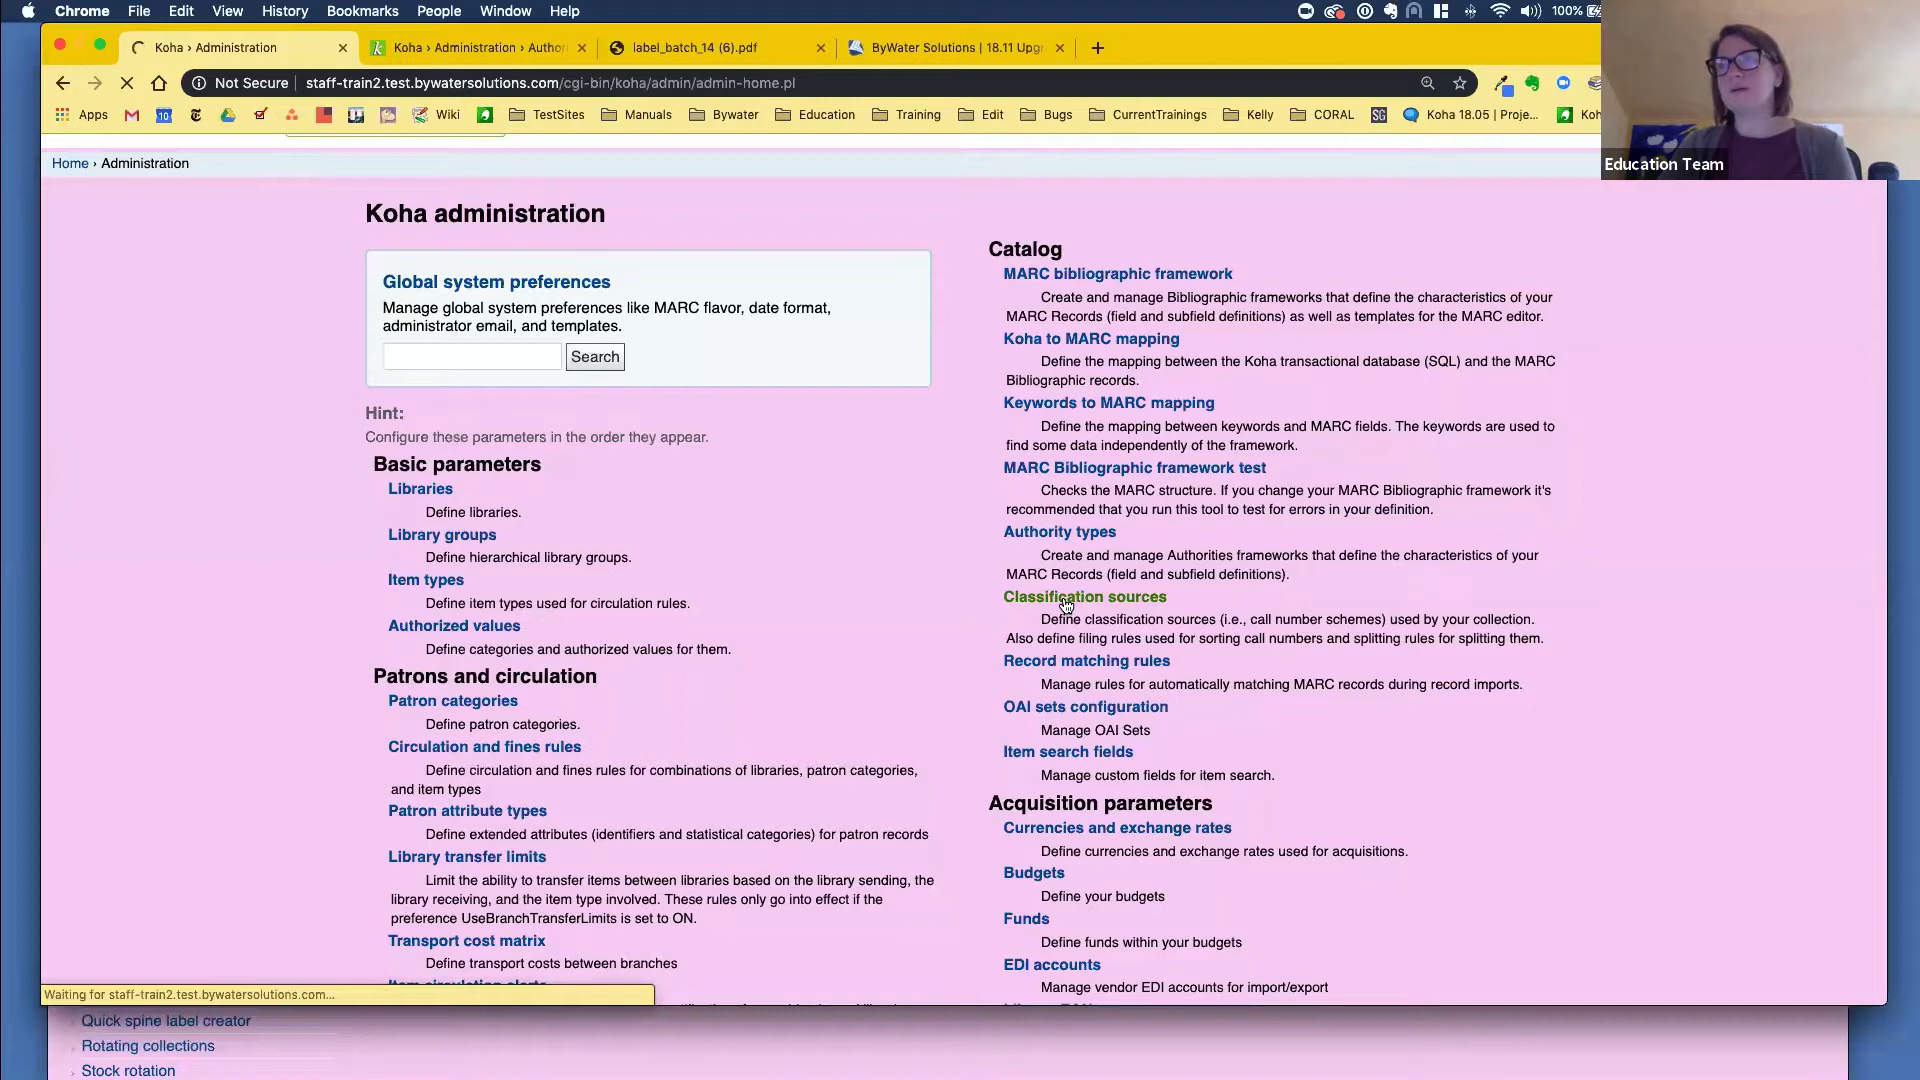 Chrome File Edit View History Bookmarks People Window Help 100%
Koha › Administration
Koha › Administration › Author
label_batch_14 (6).pdf
ByWater Solutions | 18.11 Upg
Not Secure staff-train2.test.bywatersolutions.com/cgi-bin/koha/admin/admin-home.pl
Apps 10 Wiki TestSites Manuals Bywater Education Training Edit Bugs CurrentTrainings Kelly CORAL SG Koha 18.05 | Proje... Koh
Education Team
Home › Administration
Koha administration
Global system preferences
Manage global system preferences like MARC flavor, date format,
administrator email, and templates.
Search
Hint:
Configure these parameters in the order they appear.
Basic parameters
Libraries
Define libraries.
Library groups
Define hierarchical library groups.
Item types
Define item types used for circulation rules.
Authorized values
Define categories and authorized values for them.
Patrons and circulation
Patron categories
Define patron categories.
Circulation and fines rules
Define circulation and fines rules for combinations of libraries, patron categories,
and item types
Patron attribute types
Define extended attributes (identifiers and statistical categories) for patron records
Library transfer limits
Limit the ability to transfer items between libraries based on the library sending, the
library receiving, and the item type involved. These rules only go into effect if the
preference UseBranchTransferLimits is set to ON.
Transport cost matrix
Define transport costs between branches
Catalog
MARC bibliographic framework
Create and manage Bibliographic frameworks that define the characteristics of your
MARC Records (field and subfield definitions) as well as templates for the MARC editor.
Koha to MARC mapping
Define the mapping between the Koha transactional database (SQL) and the MARC
Bibliographic records.
Keywords to MARC mapping
Define the mapping between keywords and MARC fields. The keywords are used to
find some data independently of the framework.
MARC Bibliographic framework test
Checks the MARC structure. If you change your MARC Bibliographic framework it's
recommended that you run this tool to test for errors in your definition.
Authority types
Create and manage Authorities frameworks that define the characteristics of your
MARC Records (field and subfield definitions).
Classification sources
Define classification sources (i.e., call number schemes) used by your collection.
Also define filing rules used for sorting call numbers and splitting rules for splitting them.
Record matching rules
Manage rules for automatically matching MARC records during record imports.
OAI sets configuration
Manage OAI Sets
Item search fields
Manage custom fields for item search.
Acquisition parameters
Currencies and exchange rates
Define currencies and exchange rates used for acquisitions.
Budgets
Define your budgets
Funds
Define funds within your budgets
EDI accounts
Manage vendor EDI accounts for import/export
Waiting for staff-train2.test.bywatersolutions.com...
Quick spine label creator
Rotating collections
Stock rotation